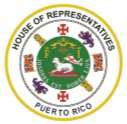 HOUSE OF REPRESENTATIVES
PUERTO RICO